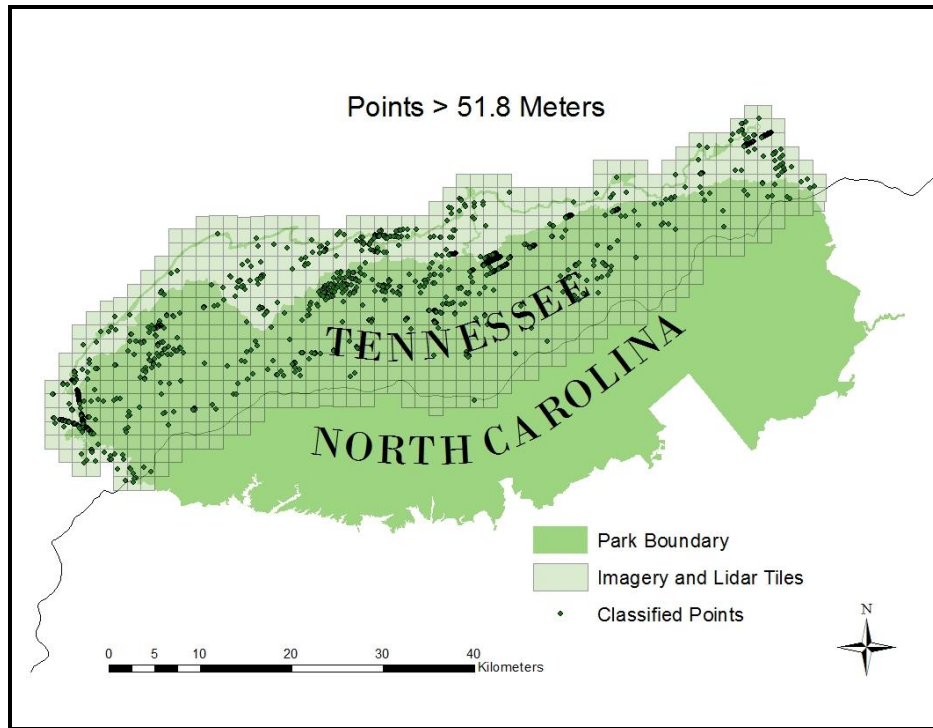 Points > 51.8 Meters
TENNESSEE
NORTH CAROLINA
Park Boundary
Imagery and Lidar Tiles
Classified Points
N
0 5 10 20 30 40
Kilometers